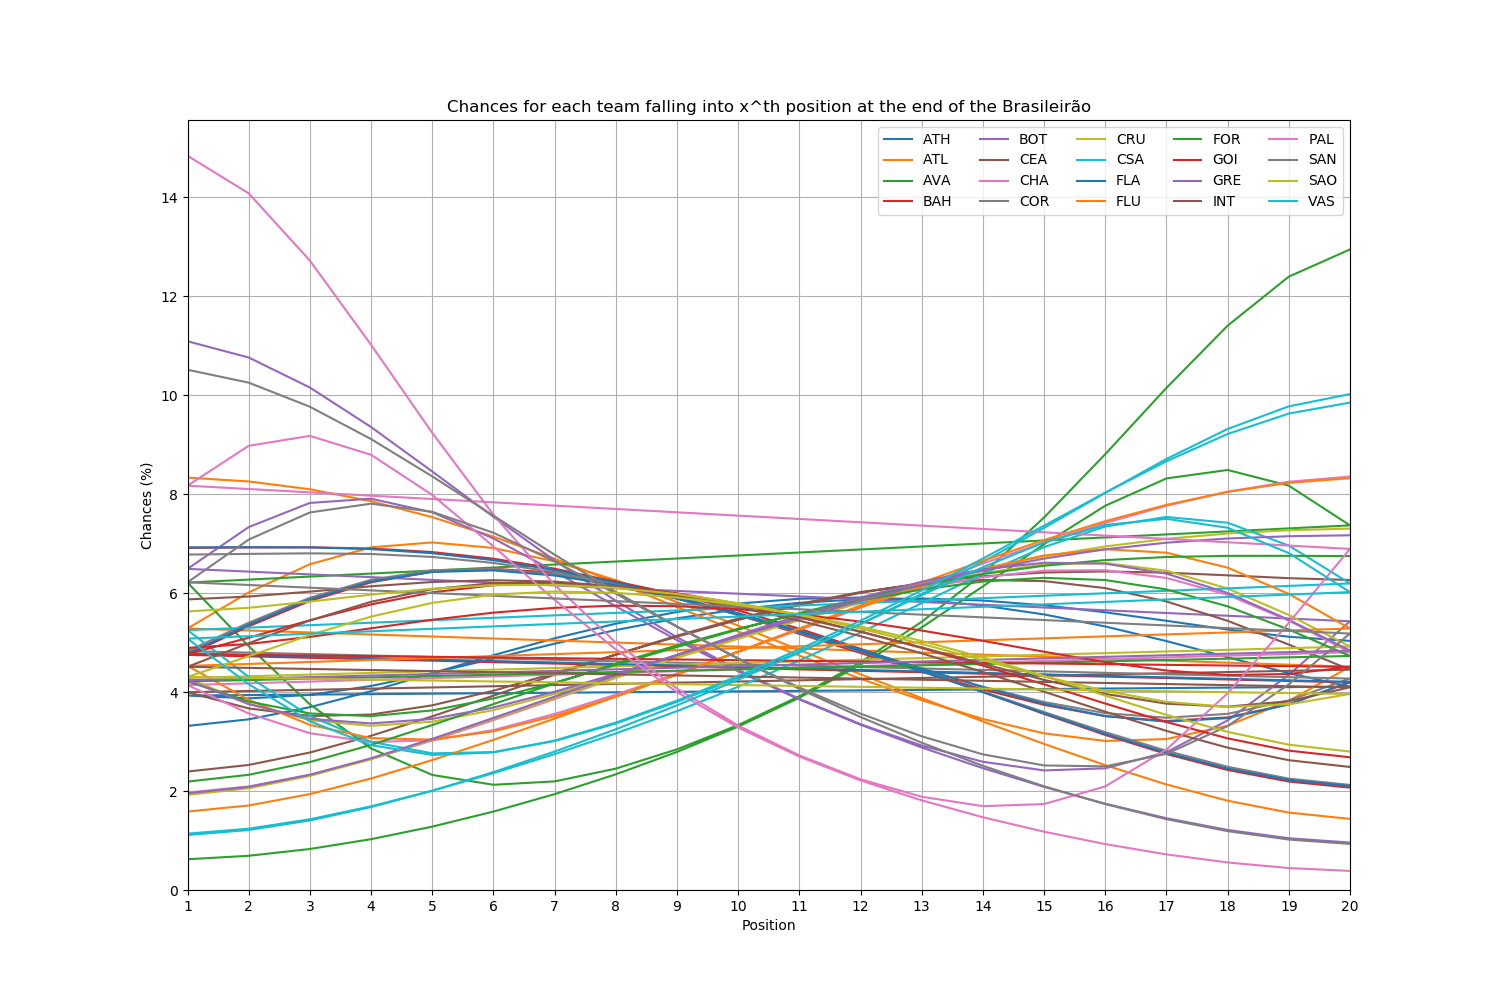 Chances for each team falling into x^th position at the end of the Brasileirão
ATH BOT CRU FOR PAL
ATL CEA CSA GOI SAN
AVA CHA FLA GRE SAO
BAH COR FLU INT VAS
Chances (%)
14
12
10
8
6
4
2
0
1 2 3 4 5 6 7 8 9 10 11 12 13 14 15 16 17 18 19 20
Position